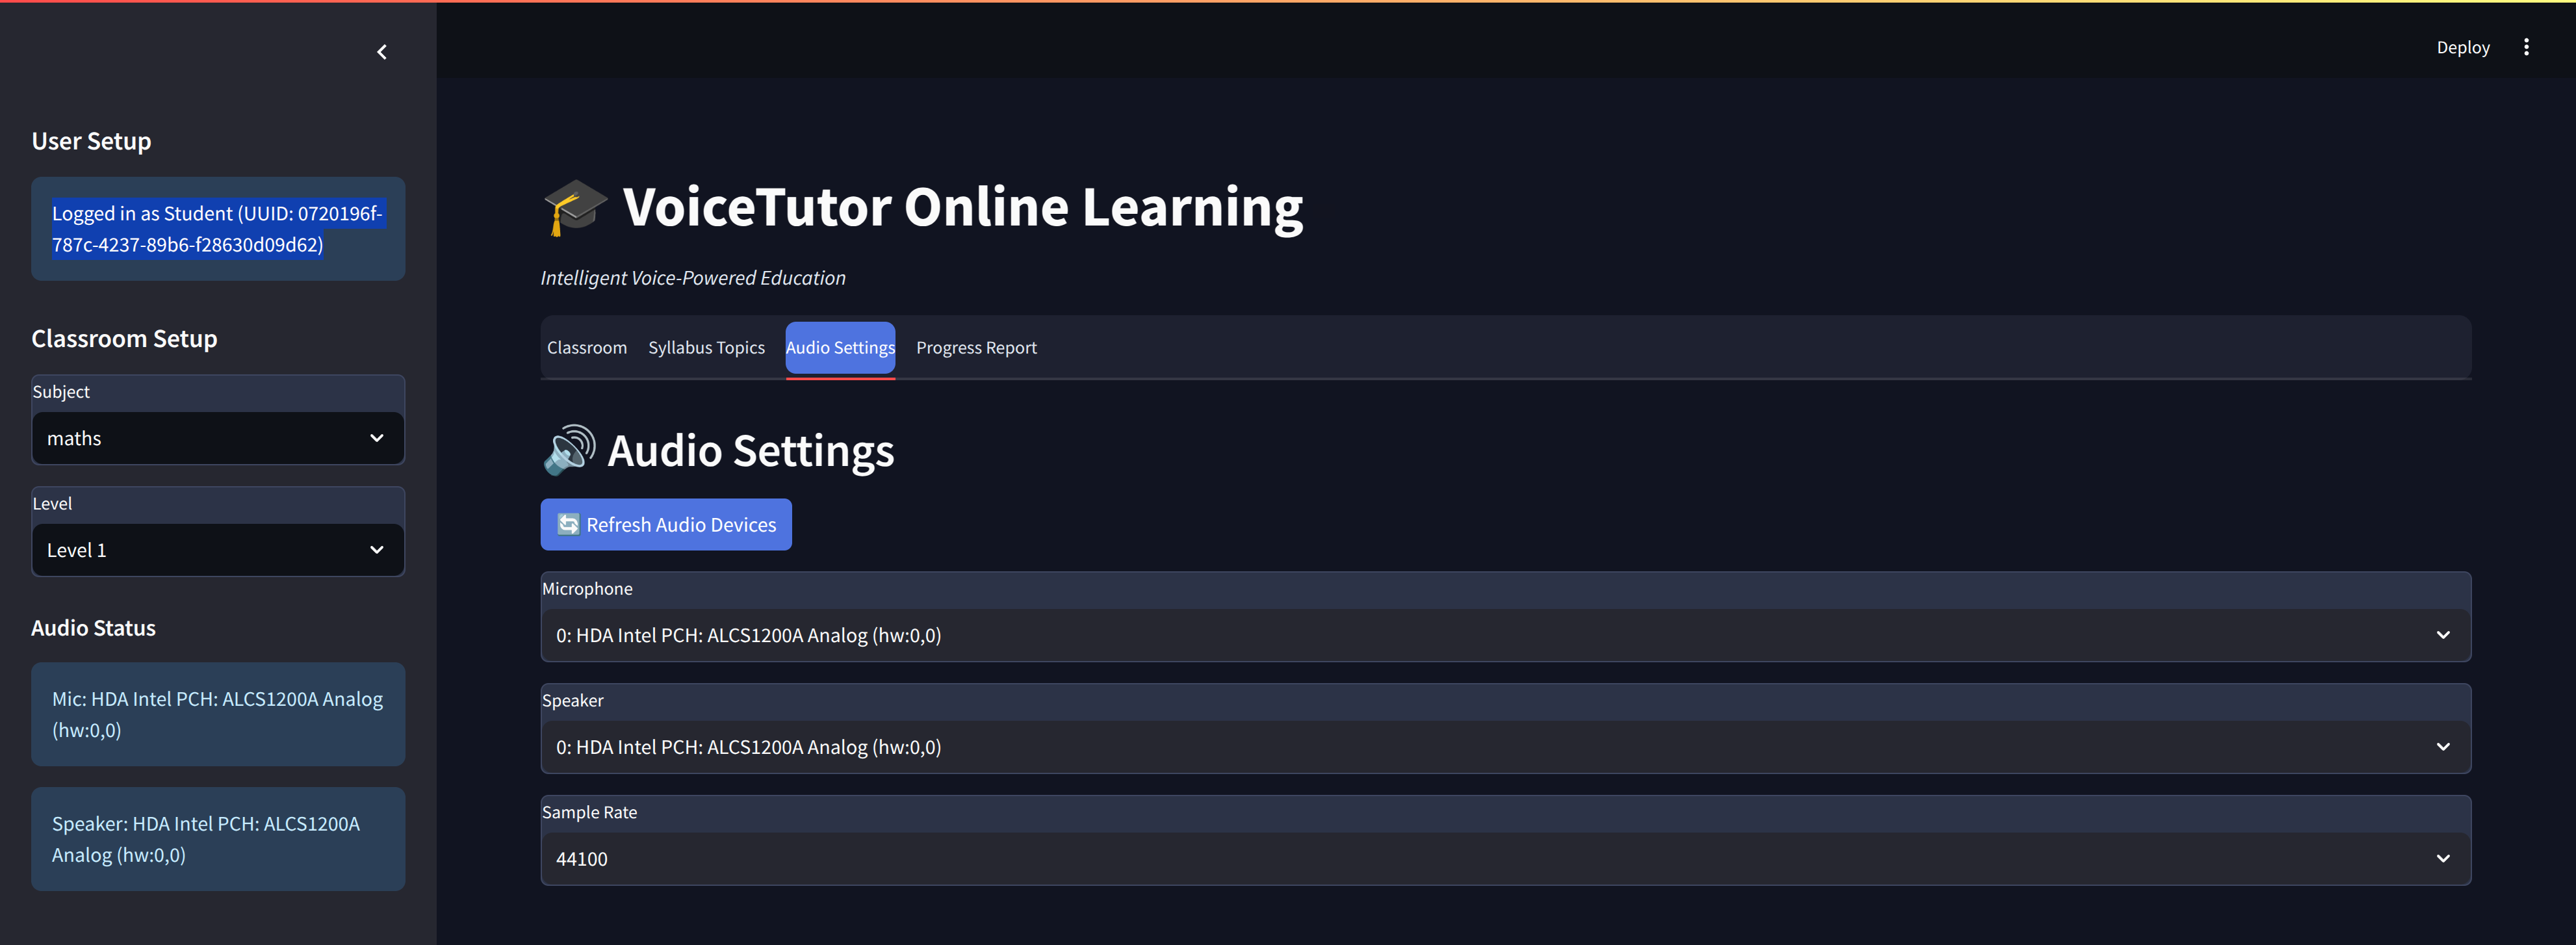 Deploy
User Setup
Logged in as Student (UUID: 0720196f-
787c-4237-89b6-f28630d09d62)
Classroom Setup
Subject
maths
Level
Level 1
Audio Status
Mic: HDA Intel PCH: ALCS1200A Analog
(hw:0,0)
Speaker: HDA Intel PCH: ALCS1200A
Analog (hw:0,0)
VoiceTutor Online Learning
Intelligent Voice-Powered Education
Classroom Syllabus Topics Audio Settings Progress Report
Audio Settings
Refresh Audio Devices
Microphone
0: HDA Intel PCH: ALCS1200A Analog (hw:0,0)
Speaker
0: HDA Intel PCH: ALCS1200A Analog (hw:0,0)
Sample Rate
44100